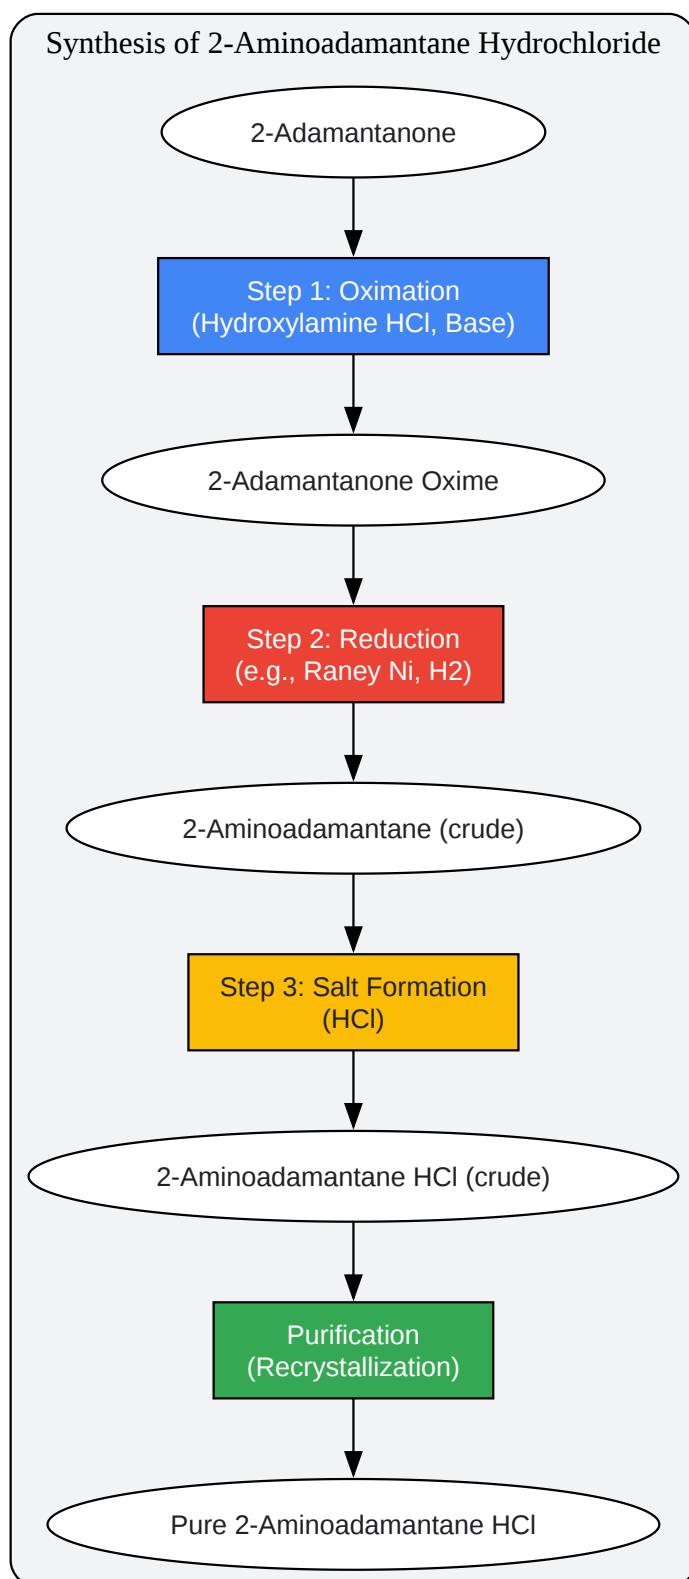 Synthesis of 2-Aminoadamantane Hydrochloride
2-Adamantanone
Step 1: Oximation
(Hydroxylamine HCl, Base)
2-Adamantanone Oxime
Step 2: Reduction
(e.g., Raney Ni, H2)
2-Aminoadamantane (crude)
Step 3: Salt Formation
(HCl)
2-Aminoadamantane HCl (crude)
Purification
(Recrystallization)
Pure 2-Aminoadamantane HCl